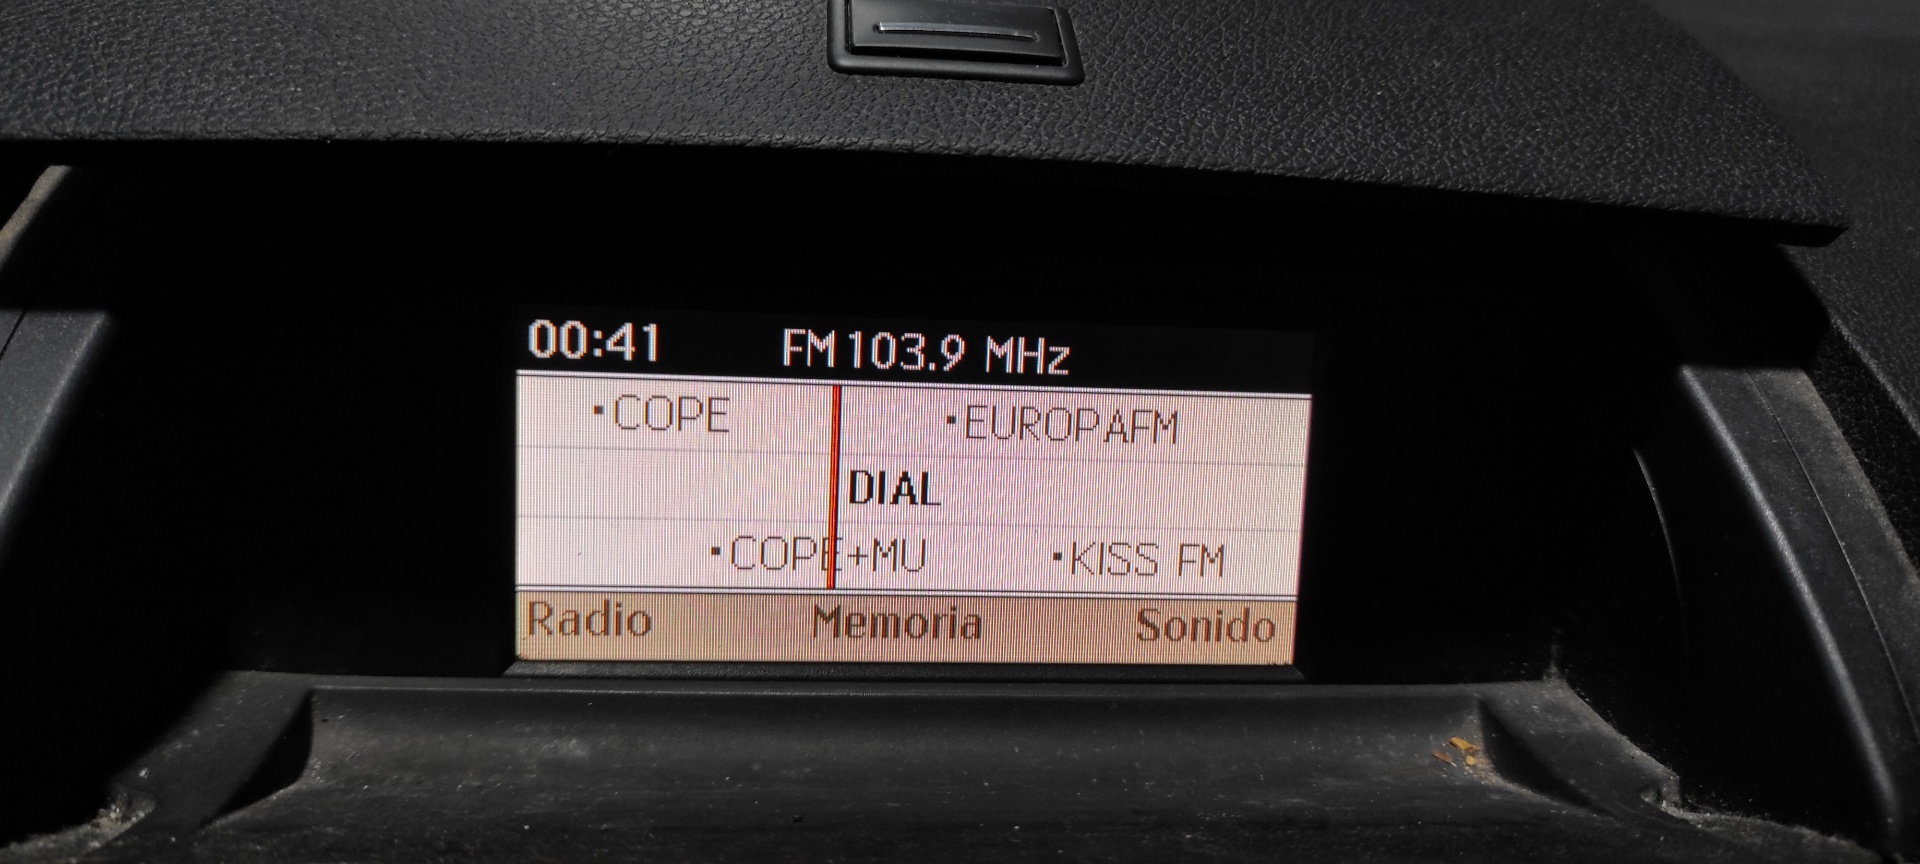 00:41 FM 103.9 MHz
COPE EUROPAFM
DIAL
COPE+MU KISS FM
Radio Memoria Sonido